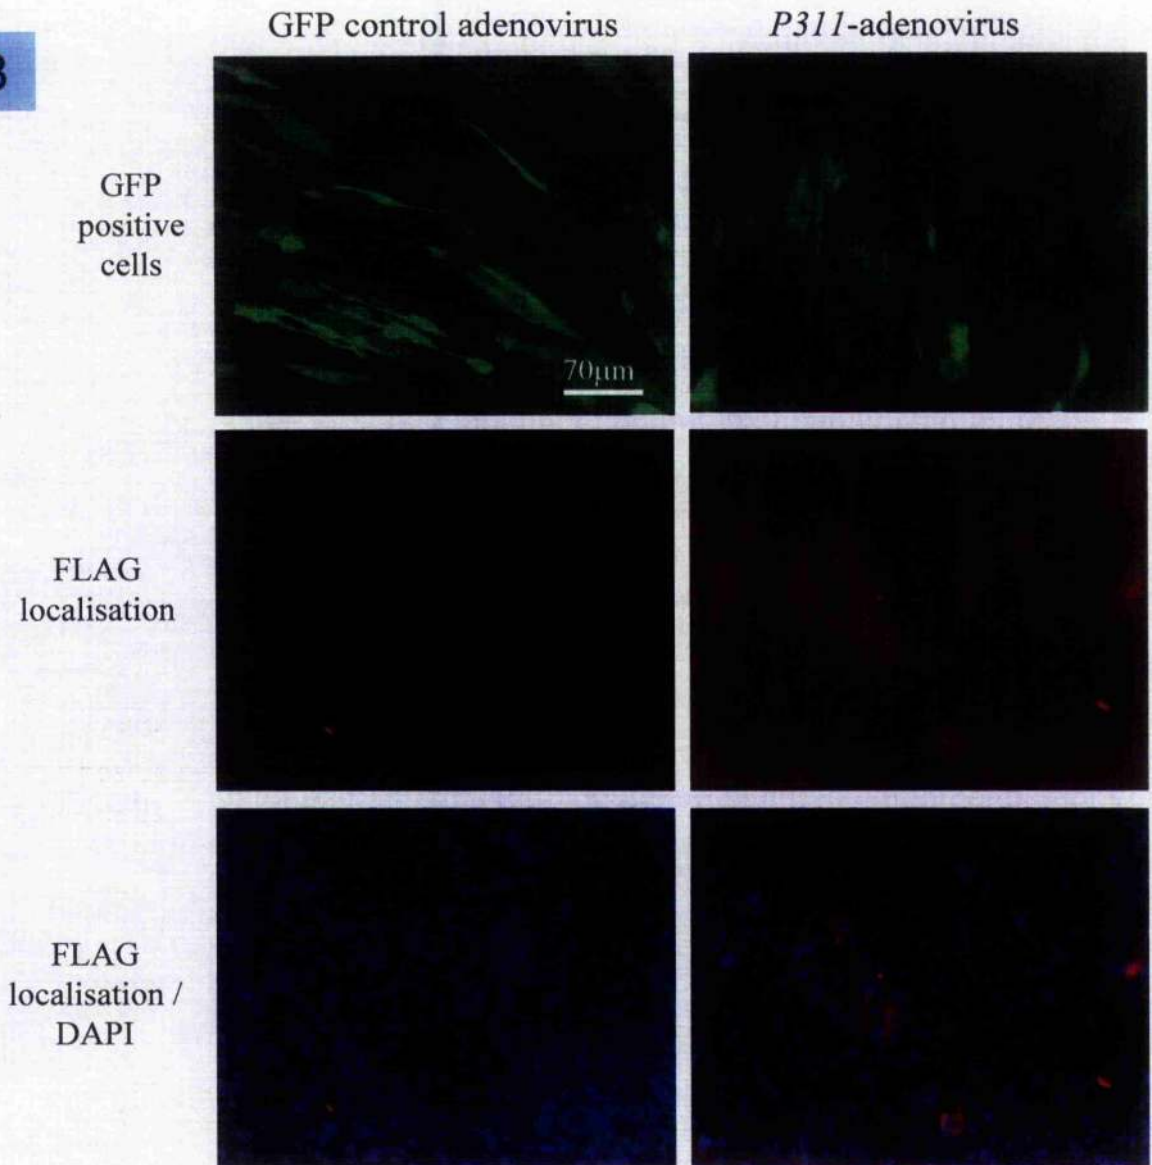 GFP control adenovirus
P311-adenovirus
B
GFP
positive
cells
70µm
FLAG
localisation
FLAG
localisation /
DAPI